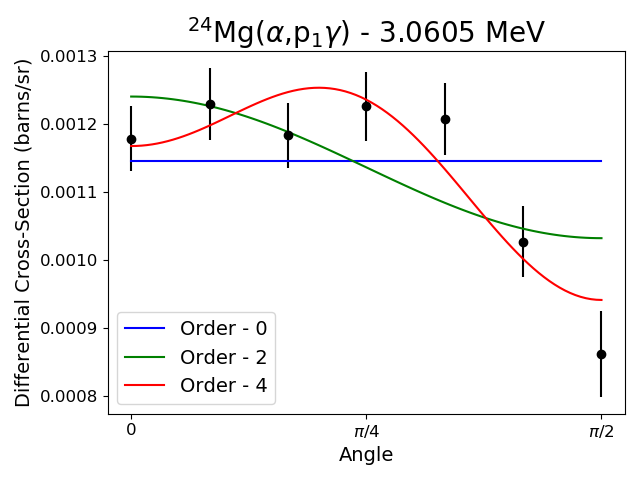 ²⁴Mg(α,p₁γ) - 3.0605 MeV
Differential Cross-Section (barns/sr)
0.0013
0.0012
0.0011
0.0010
0.0009
0.0008
Order - 0
Order - 2
Order - 4
0
π/4
π/2
Angle